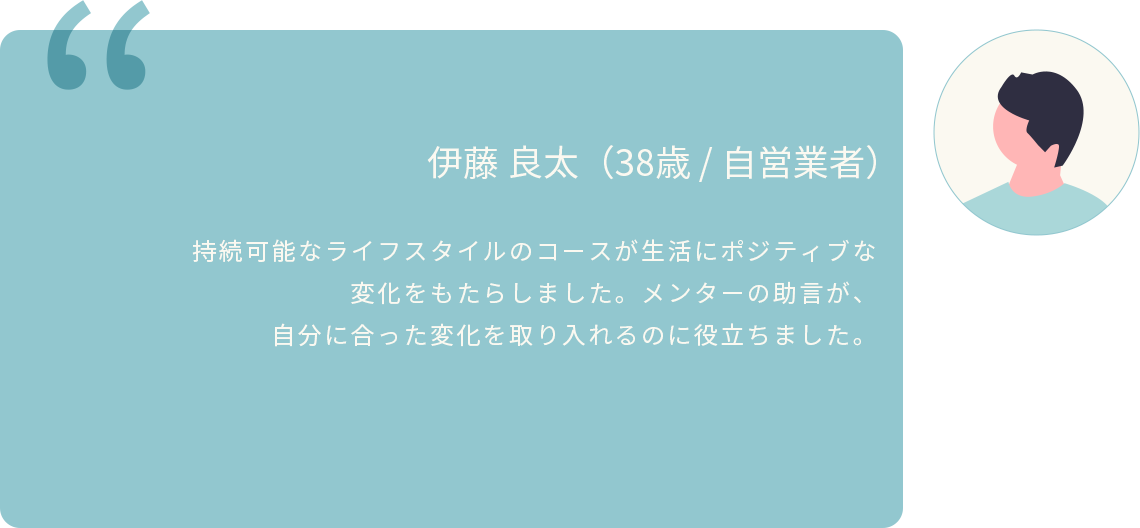 伊藤 良太（38歳 / 自営業者）
持続可能なライフスタイルのコースが生活にポジティブな
変化をもたらしました。メンターの助言が、
自分に合った変化を取り入れるのに役立ちました。